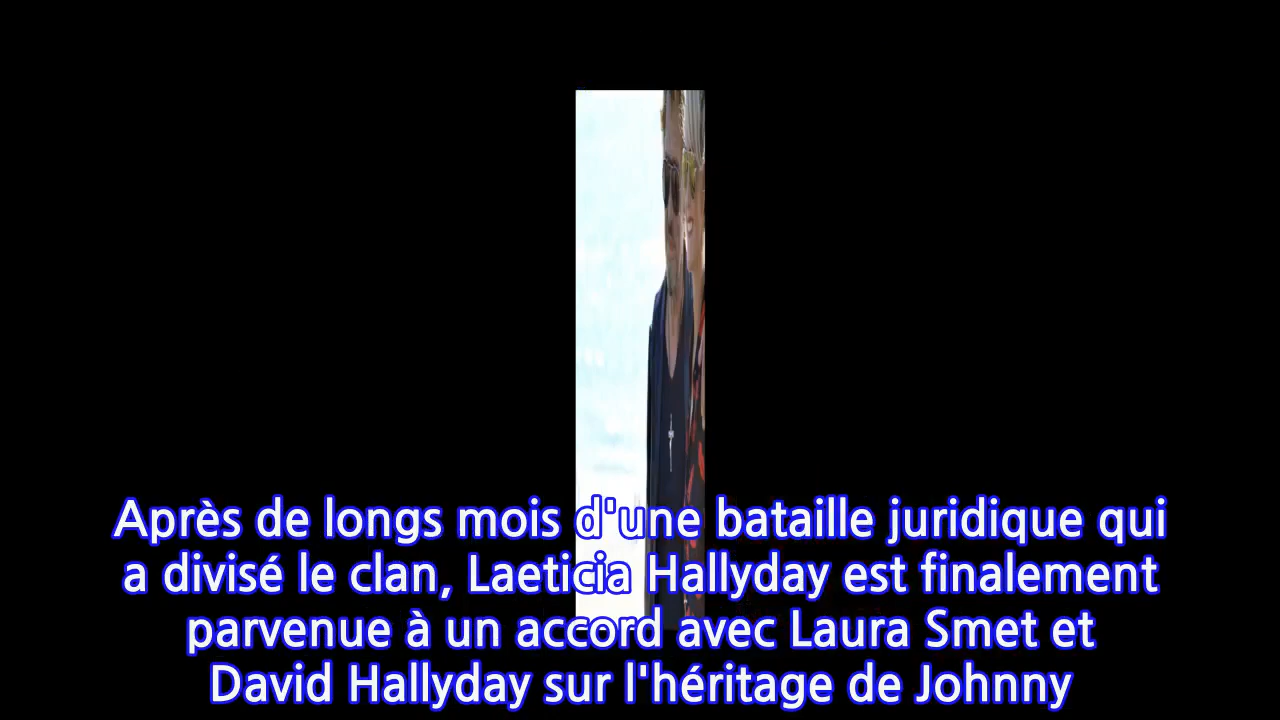 Après de longs mois d'une bataille juridique qui
a divisé le clan, Laeticia Hallyday est finalement
parvenue à un accord avec Laura Smet et
David Hallyday sur l'héritage de Johnny